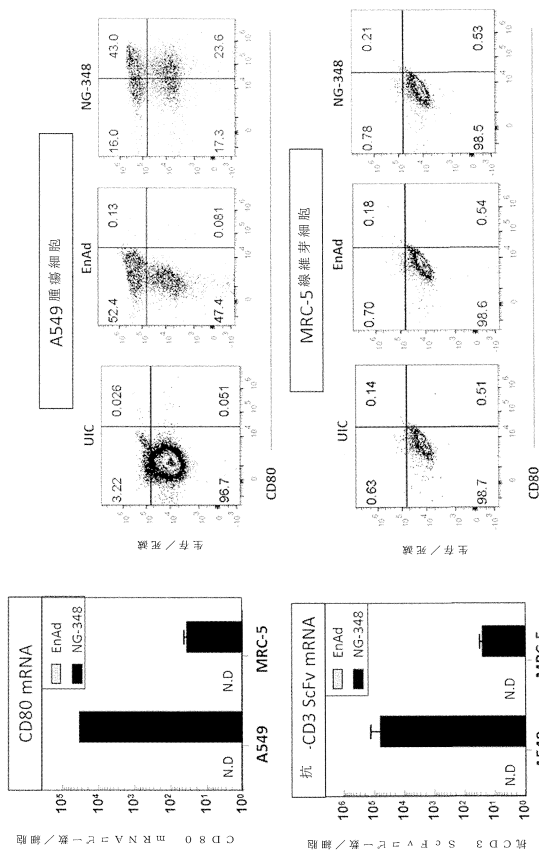 CD80 mRNA
EnAd
NG-348
CD80 mRNAコピー数/細胞
10⁵
10⁴
10³
10²
10¹
10⁰
N.D
N.D
A549
MRC-5
A549 腫瘍細胞
UIC
EnAd
NG-348
3.22
0.026
52.4
0.13
16.0
43.0
96.7
0.051
47.4
0.081
17.3
23.6
生存/死滅
CD80
抗 -CD3 ScFv mRNA
EnAd
NG-348
抗CD3 ScFvコピー数/細胞
10⁶
10⁵
10⁴
10³
10²
10¹
10⁰
N.D
N.D
A549
MRC-5
MRC-5 線維芽細胞
UIC
EnAd
NG-348
0.63
0.14
0.70
0.18
0.78
0.21
98.7
0.51
98.6
0.54
98.5
0.53
生存/死滅
CD80